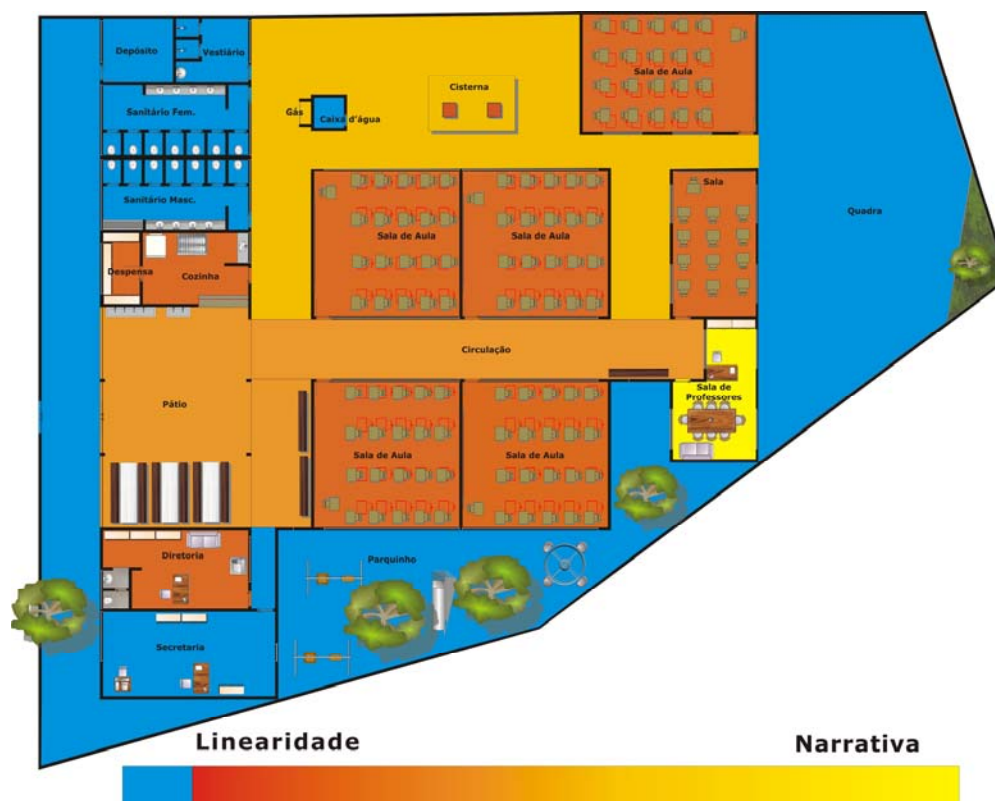 Depósito
Vestiário
Sala de Aula
Cisterna
Gás
Caixa d'água
Sanitário Fem.
Sala
Sanitário Masc.
Quadra
Sala de Aula
Sala de Aula
Despensa
Cozinha
Circulação
Sala de
Professores
Pátio
Sala de Aula
Sala de Aula
Diretoria
Parquinho
Secretaria
Linearidade
Narrativa